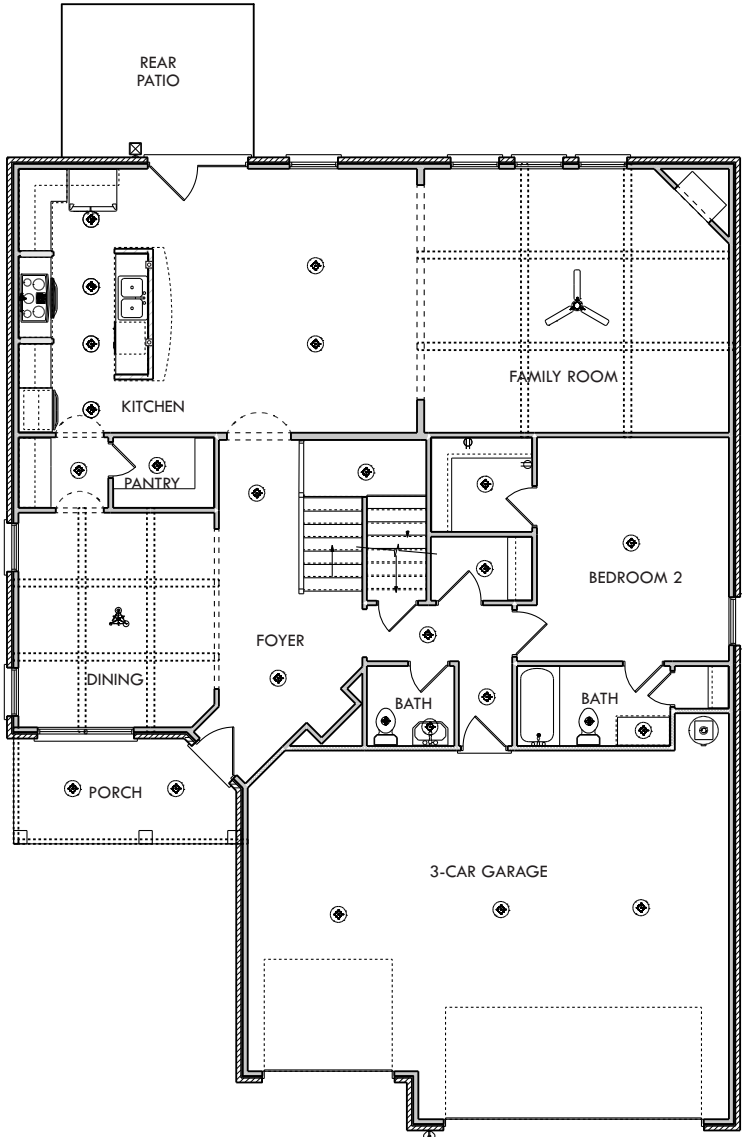 REAR
PATIO
FAMILY ROOM
KITCHEN
PANTRY
BEDROOM 2
FOYER
DINING
BATH
BATH
PORCH
3-CAR GARAGE